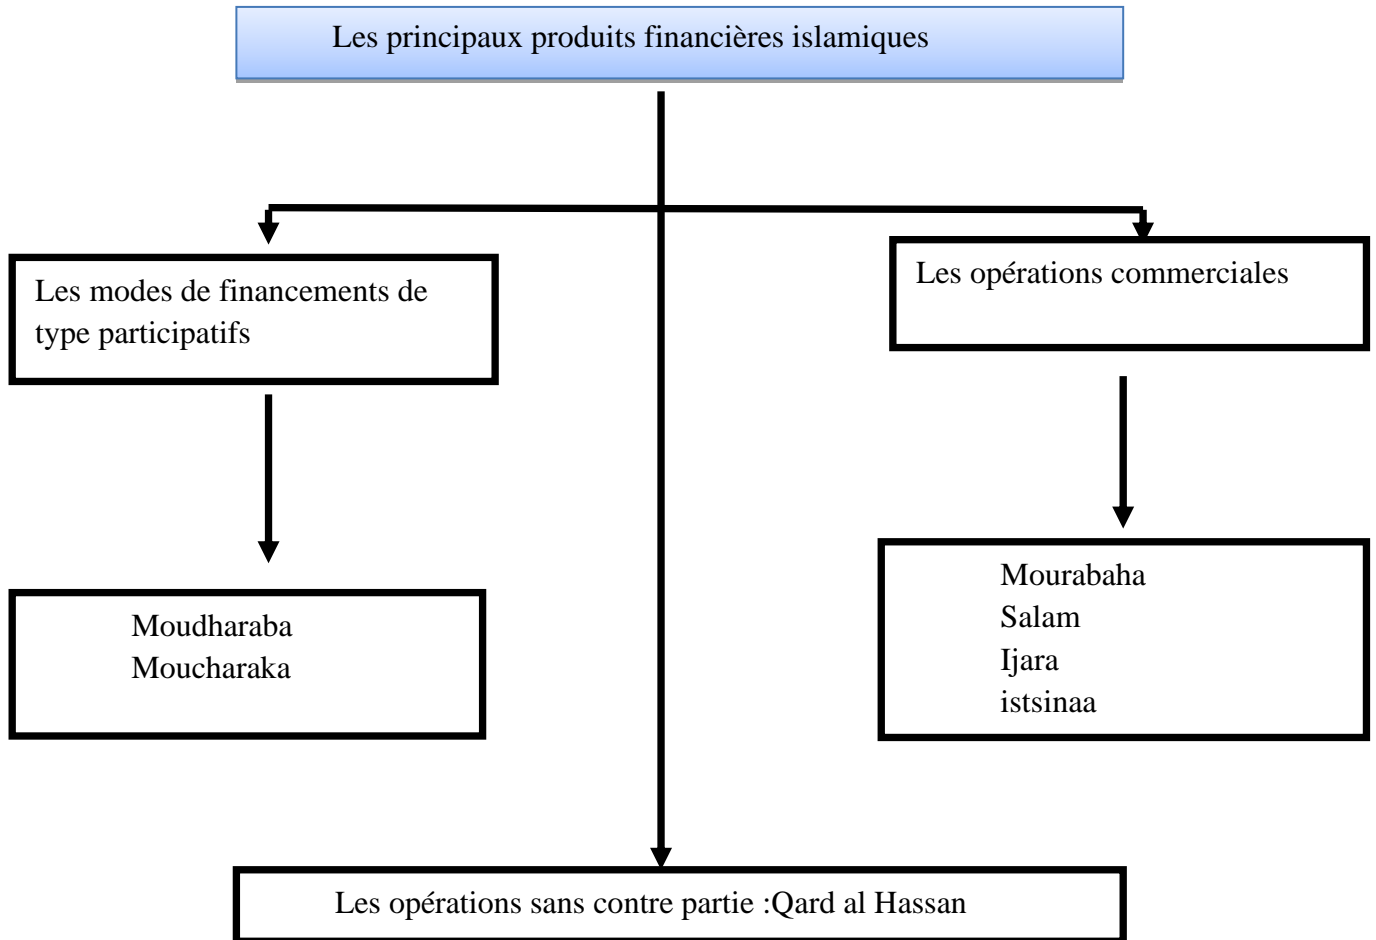 Les principaux produits financières islamiques
Les modes de financements de
type participatifs
Les opérations commerciales
Moudharaba
Moucharaka
Mourabaha
Salam
Ijara
istsinaa
Les opérations sans contre partie :Qard al Hassan